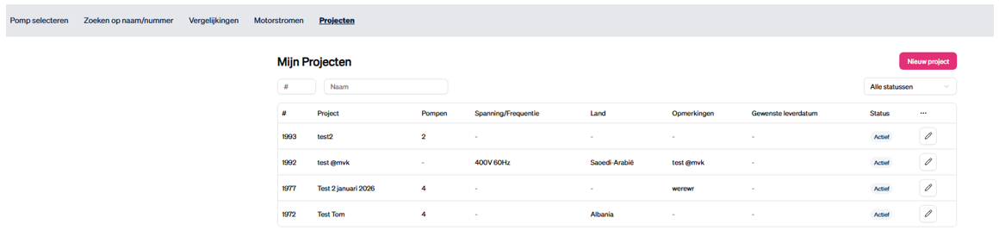 Pomp selecteren Zoeken op naam/nummer Vergelijkingen Motorstromen Projecten
Mijn Projecten Nieuw project
# Naam Alle statussen
# Project Pompen Spanning/Frequentie Land Opmerkingen Gewenste leverdatum Status ...
1993 test2 2 - - - - Actief
1992 test @mvk - 400V 60Hz Saoedi-Arabië test @mvk - Actief
1977 Test 2 januari 2026 4 - - werewr - Actief
1972 Test Tom 4 - Albania - - Actief